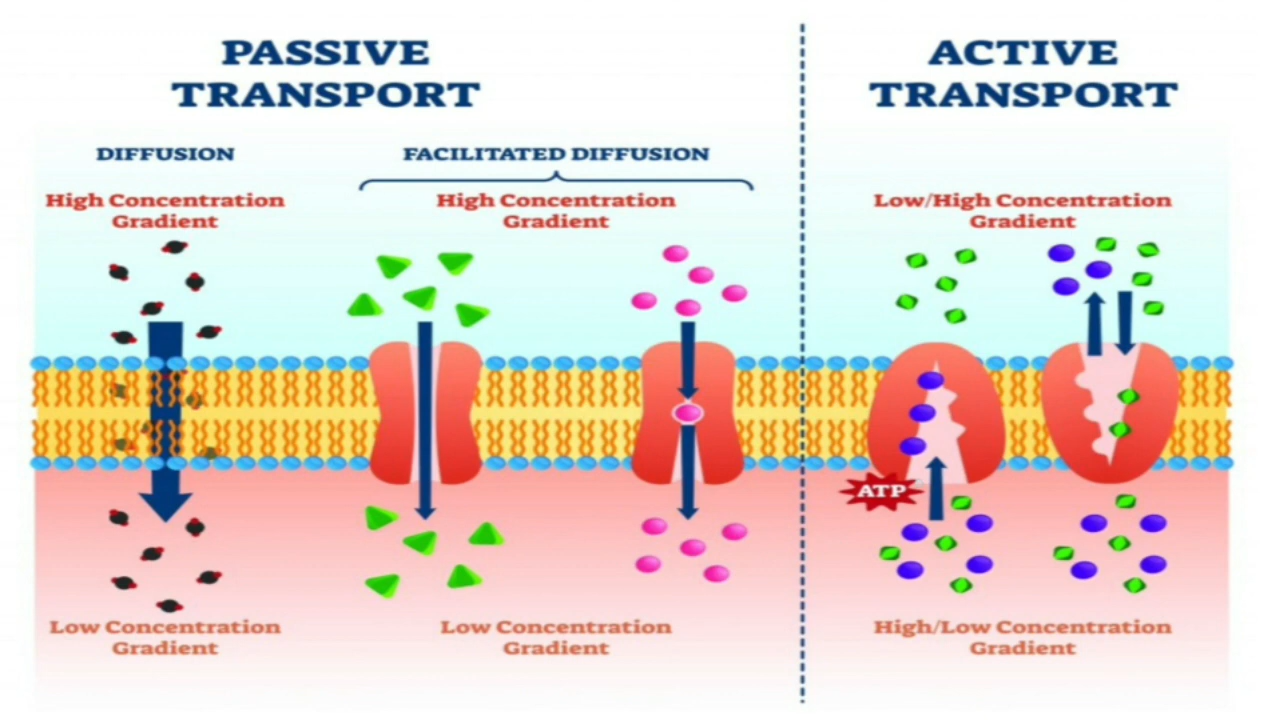 PASSIVE
TRANSPORT
DIFFUSION
High Concentration
Gradient
FACILITATED DIFFUSION
High Concentration
Gradient
Low Concentration
Gradient
Low Concentration
Gradient
ACTIVE
TRANSPORT
Low/High Concentration
Gradient
ATP
High/Low Concentration
Gradient